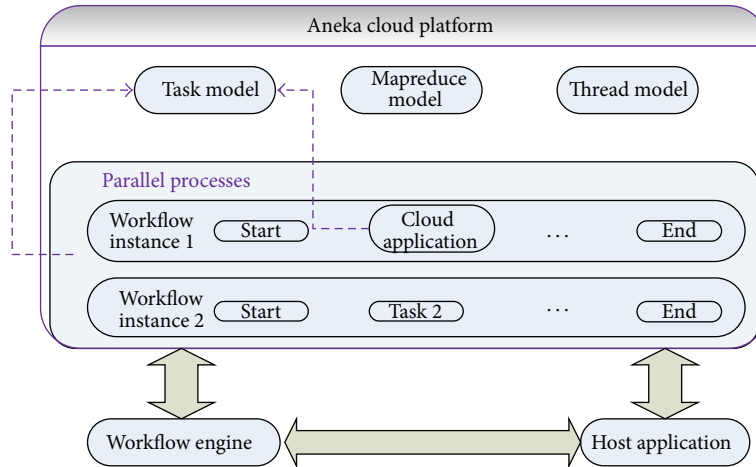 Aneka cloud platform
Task model
Mapreduce
model
Thread model
Parallel processes
Workflow
instance 1
Start
Cloud
application
...
End
Workflow
instance 2
Start
Task 2
...
End
Workflow engine
Host application